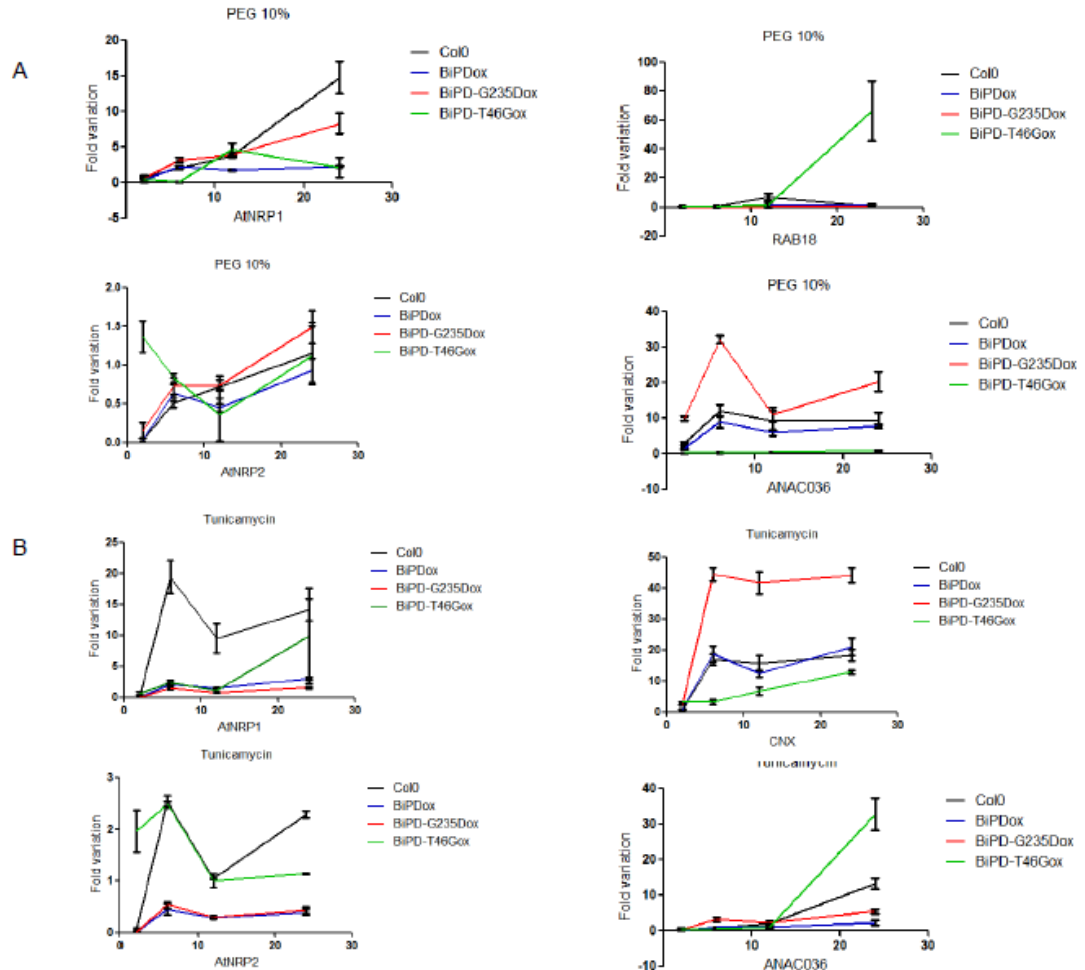 A
PEG 10%
Fold variation
20
15
10
5
0
-5
10
20
30
AtNRP1
Col0
BiPDox
BiPD-G235Dox
BiPD-T46Gox
PEG 10%
Fold variation
100
80
60
40
20
0
-20
10
20
30
RAB18
Col0
BiPDox
BiPD-G235Dox
BiPD-T46Gox
PEG 10%
Fold variation
2.0
1.5
1.0
0.5
0.0
0
10
20
30
AtNRP2
Col0
BiPDox
BiPD-G235Dox
BiPD-T46Gox
PEG 10%
Fold variation
40
30
20
10
0
-10
10
20
30
ANAC036
Col0
BiPDox
BiPD-G235Dox
BiPD-T46Gox
B
Tunicamycin
Fold variation
25
20
15
10
5
0
0
10
20
30
AtNRP1
Col0
BiPDox
BiPD-G235Dox
BiPD-T46Gox
Tunicamycin
Fold variation
50
40
30
20
10
0
0
10
20
30
CNX
Col0
BiPDox
BiPD-G235Dox
BiPD-T46Gox
Tunicamycin
Fold variation
3
2
1
0
0
10
20
30
AtNRP2
Col0
BiPDox
BiPD-G235Dox
BiPD-T46Gox
Tunicamycin
Fold variation
40
30
20
10
0
-10
10
20
30
ANAC036
Col0
BiPDox
BiPD-G235Dox
BiPD-T46Gox